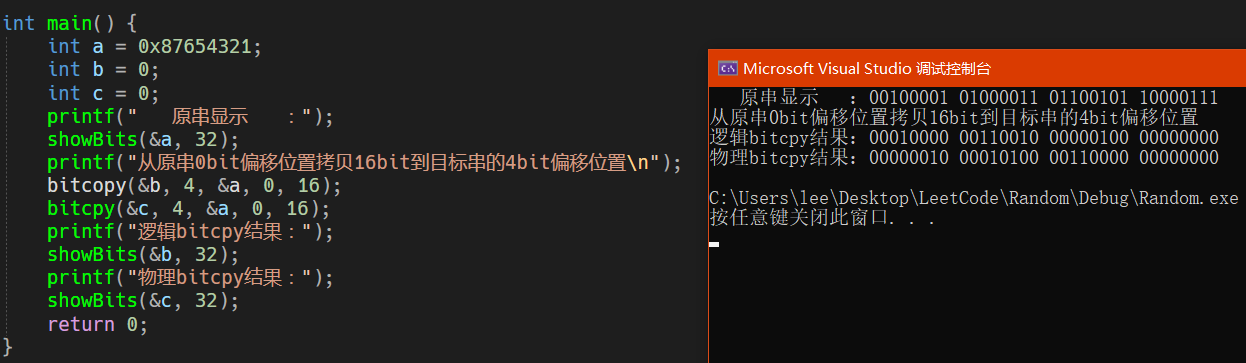 int main() {
    int a = 0x87654321;
    int b = 0;
    int c = 0;
    printf("   原串显示   ：");
    showBits(&a, 32);
    printf("从原串0bit偏移位置拷贝16bit到目标串的4bit偏移位置\n");
    bitcopy(&b, 4, &a, 0, 16);
    bitcpy(&c, 4, &a, 0, 16);
    printf("逻辑bitcpy结果：");
    showBits(&b, 32);
    printf("物理bitcpy结果：");
    showBits(&c, 32);
    return 0;
}
Microsoft Visual Studio 调试控制台
   原串显示   ：00100001 01000011 01100101 10000111
从原串0bit偏移位置拷贝16bit到目标串的4bit偏移位置
逻辑bitcpy结果：00010000 00110010 00000100 00000000
物理bitcpy结果：00000010 00010100 00110000 00000000
C:\Users\lee\Desktop\LeetCode\Random\Debug\Random.exe
按任意键关闭此窗口. . .